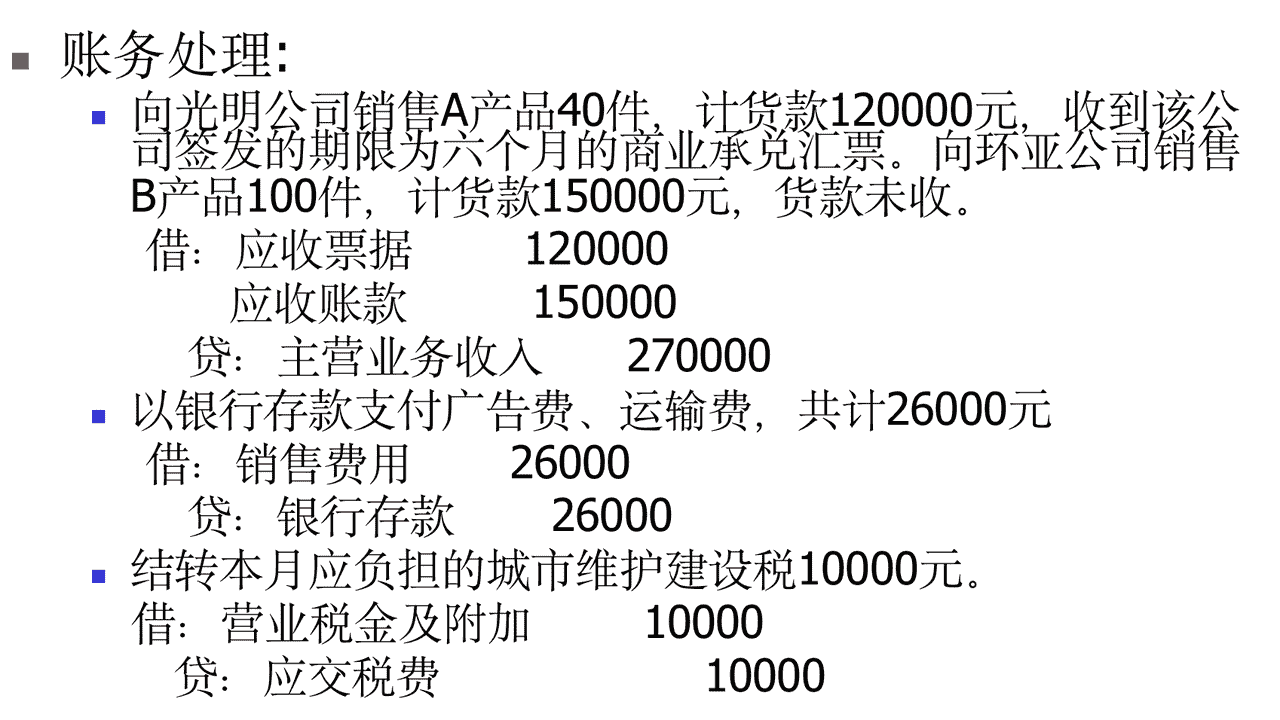 账务处理:
向光明公司销售A产品40件，计货款120000元，收到该公
司签发的期限为六个月的商业承兑汇票。向环亚公司销售
B产品100件，计货款150000元，货款未收。
借： 应收票据 120000
应收账款 150000
贷： 主营业务收入 270000
以银行存款支付广告费、运输费，共计26000元
借： 销售费用 26000
贷： 银行存款 26000
结转本月应负担的城市维护建设税10000元。
借： 营业税金及附加 10000
贷： 应交税费 10000